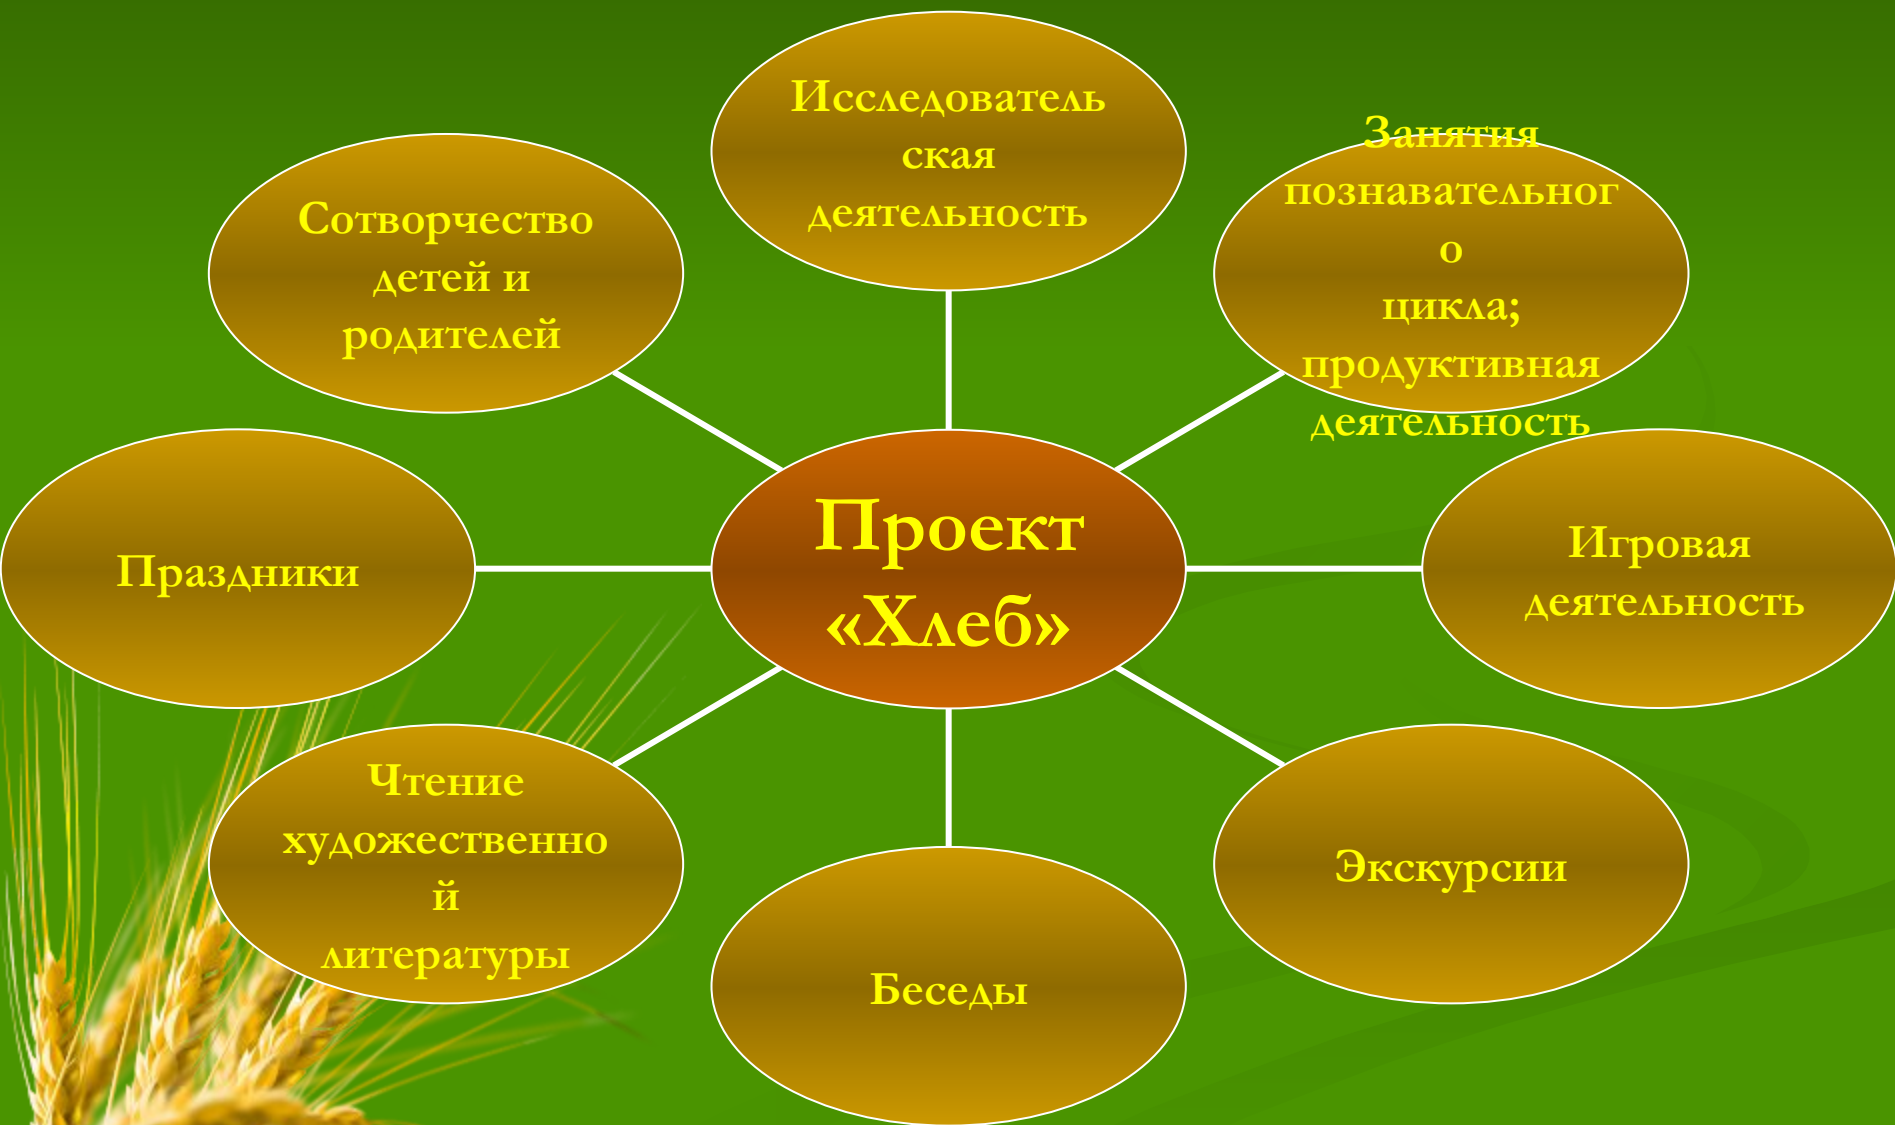 Исследователь
ская
деятельность
Занятия
познавательног
о
цикла;
продуктивная
деятельность
Игровая
деятельность
Экскурсии
Беседы
Чтение
художественно
й
литературы
Праздники
Сотворчество
детей и
родителей
Проект
«Хлеб»